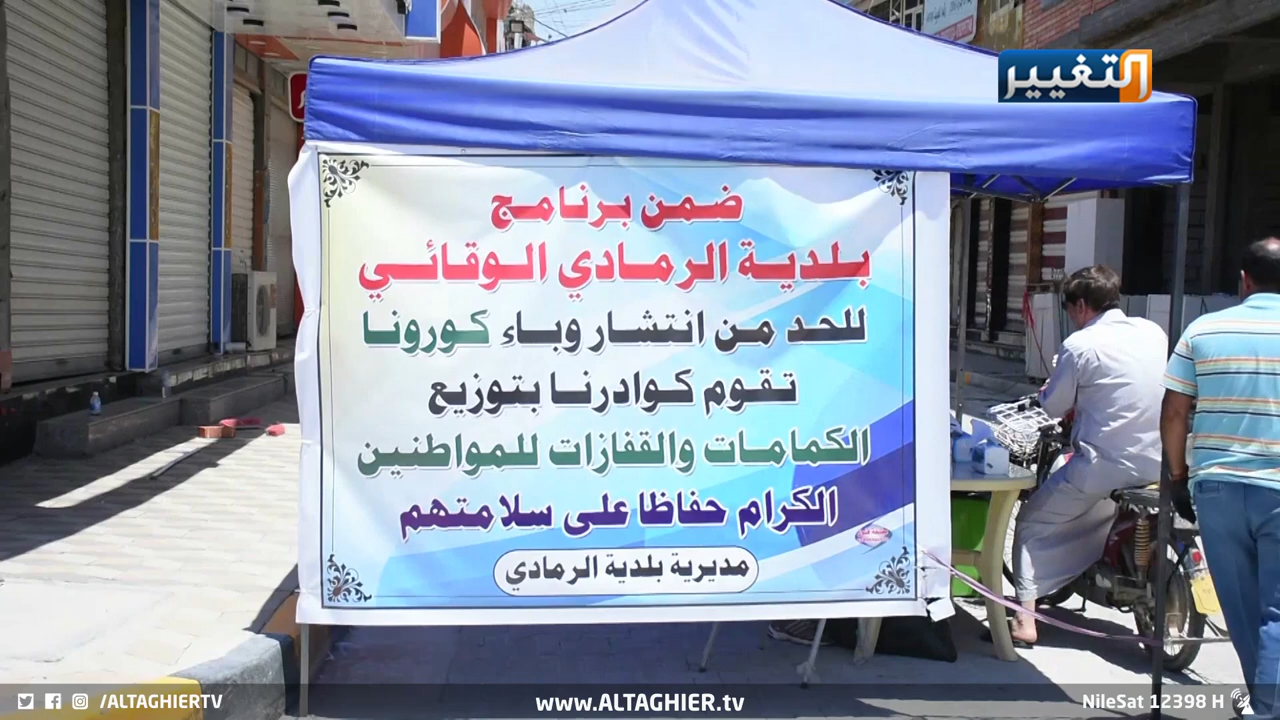 التغيير
ضمن برنامج
بلدية الرمادي الوقائي
للحد من انتشار وباء كورونا
تقوم كوادرنا بتوزيع
الكمامات والقفازات للمواطنين
الكرام حفاظا على سلامتهم
مديرية بلدية الرمادي
/ALTAGHIERTV
www.ALTAGHIER.tv
NileSat 12398 H